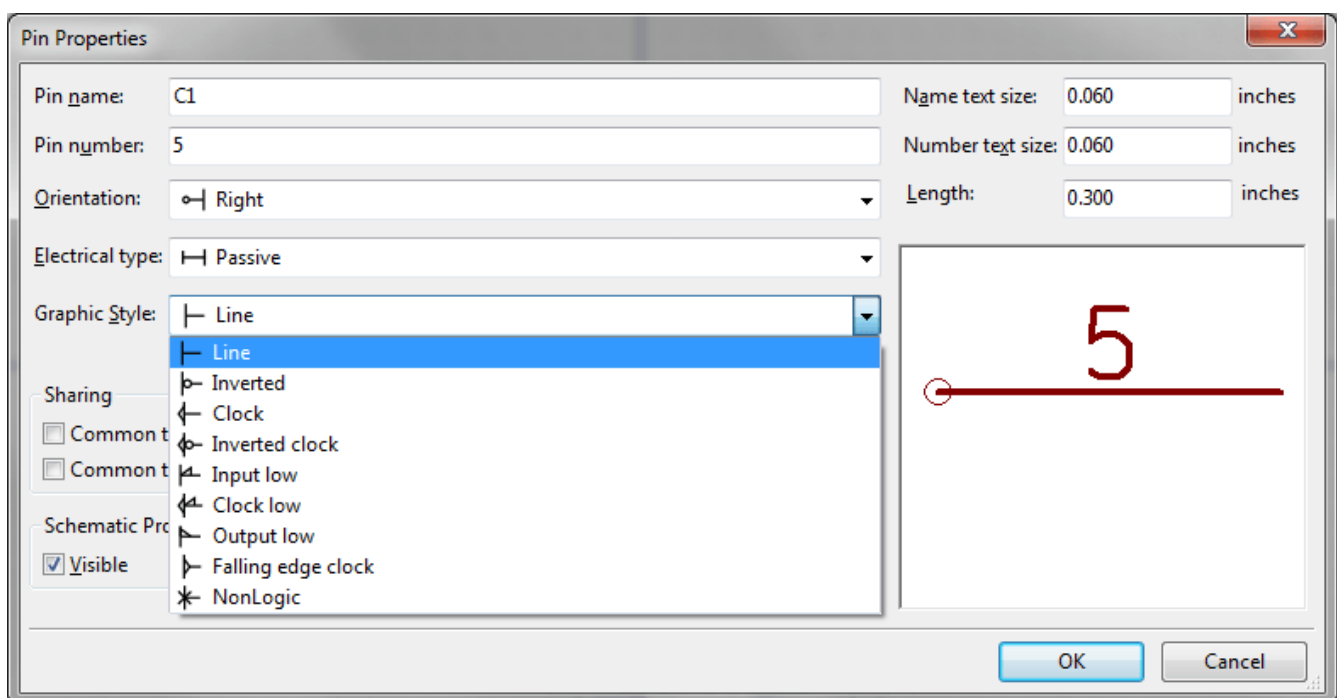 Pin Properties
Pin name: C1
Name text size: 0.060 inches
Pin number: 5
Number text size: 0.060 inches
Orientation: Right
Length: 0.300 inches
Electrical type: Passive
Graphic Style: Line
Line
Inverted
Clock
Inverted clock
Input low
Clock low
Output low
Falling edge clock
NonLogic
Sharing
Common t
Common t
Schematic Pro
Visible
5
OK
Cancel